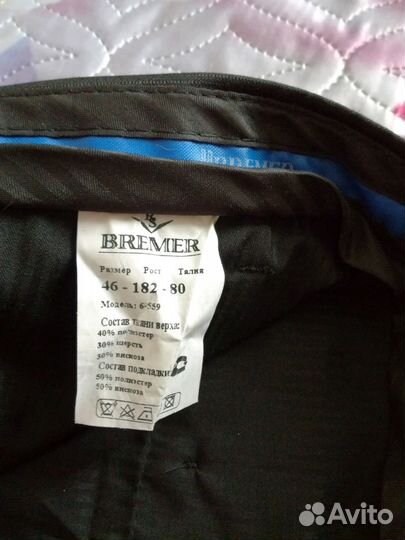 BREMER
BREMER
Размер Рост Талия
46 - 182 - 80
Модель: 6-559
Состав ткани верха:
40% полиэстер
30% шерсть
30% вискоза
Состав подкладки:
50% полиэстер
50% вискоза
Avito